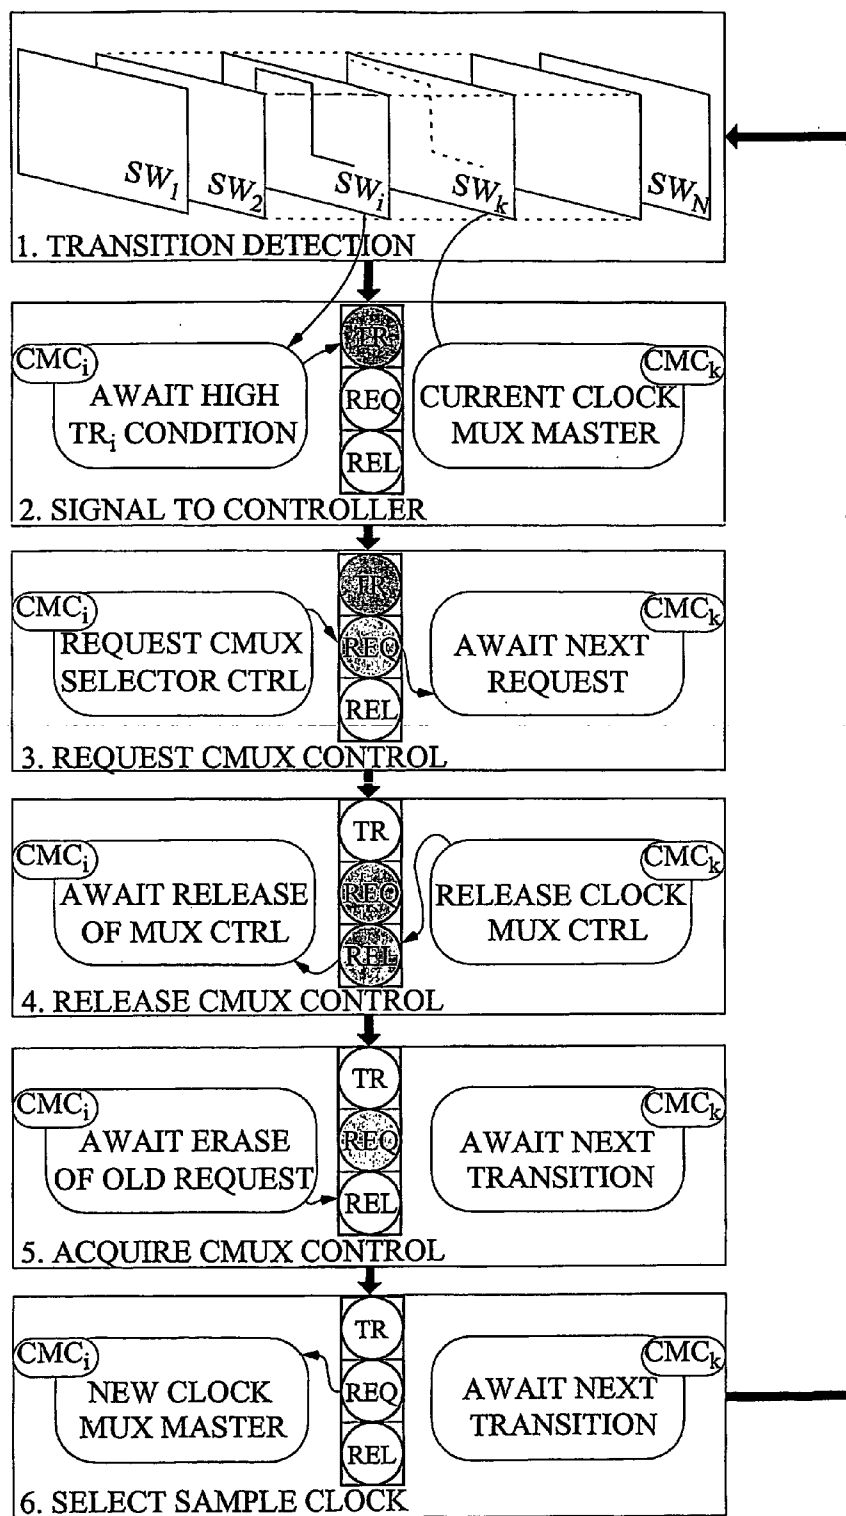 SW1 SW2 SWi SWk SWN
1. TRANSITION DETECTION
CMCi
AWAIT HIGH
TRi CONDITION
TR
REQ
REL
CMCk
CURRENT CLOCK
MUX MASTER
2. SIGNAL TO CONTROLLER
CMCi
REQUEST CMUX
SELECTOR CTRL
TR
REQ
REL
CMCk
AWAIT NEXT
REQUEST
3. REQUEST CMUX CONTROL
CMCi
AWAIT RELEASE
OF MUX CTRL
TR
REQ
REL
CMCk
RELEASE CLOCK
MUX CTRL
4. RELEASE CMUX CONTROL
CMCi
AWAIT ERASE
OF OLD REQUEST
TR
REQ
REL
CMCk
AWAIT NEXT
TRANSITION
5. ACQUIRE CMUX CONTROL
CMCi
NEW CLOCK
MUX MASTER
TR
REQ
REL
CMCk
AWAIT NEXT
TRANSITION
6. SELECT SAMPLE CLOCK